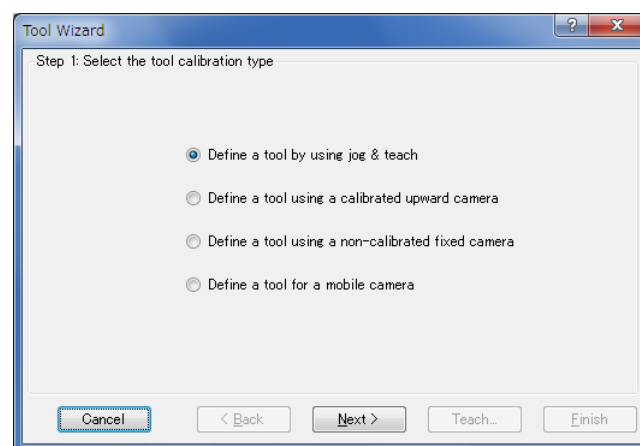 Tool Wizard
?
Step 1: Select the tool calibration type
Define a tool by using jog & teach
Define a tool using a calibrated upward camera
Define a tool using a non-calibrated fixed camera
Define a tool for a mobile camera
Cancel < Back Next > Teach... Finish